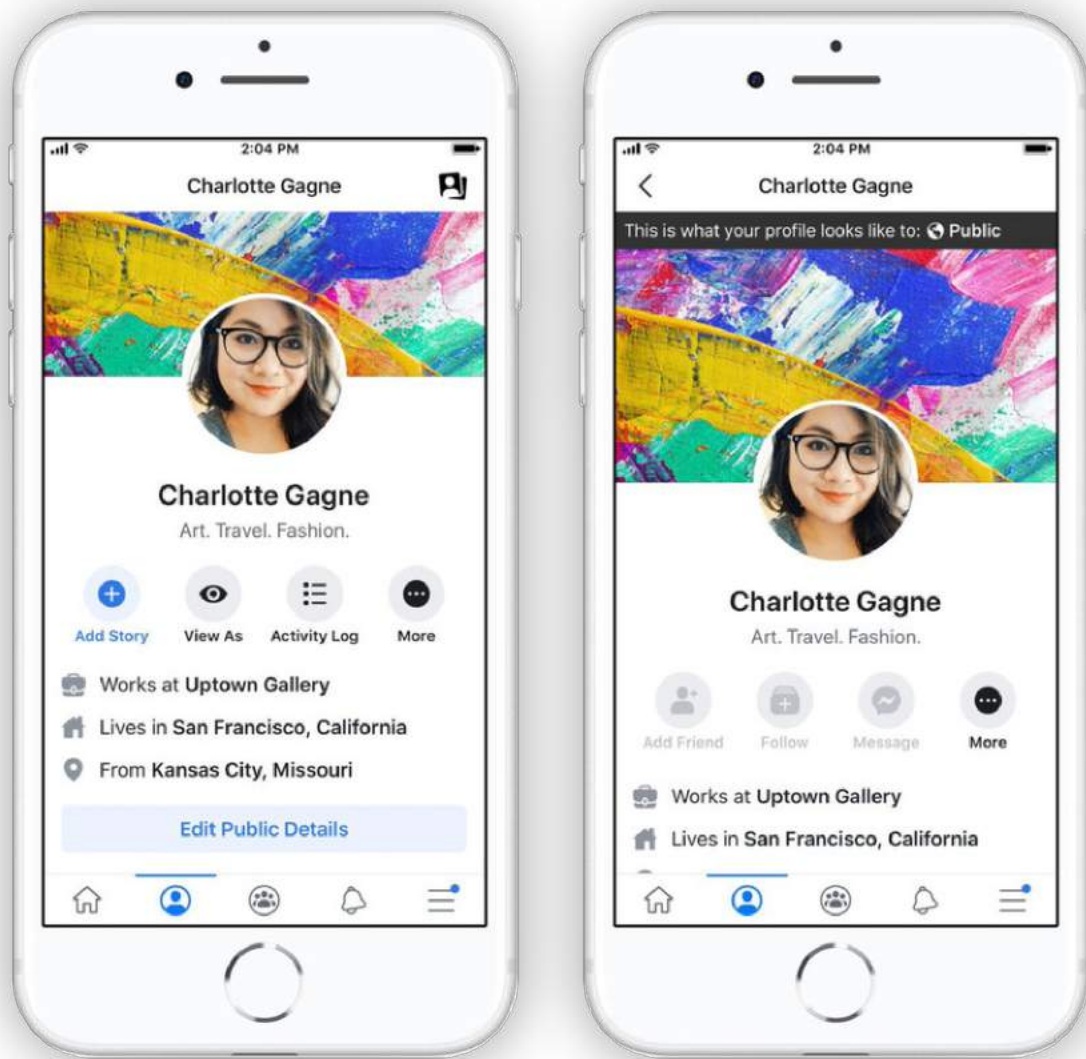 2:04 PM
Charlotte Gagne
Charlotte Gagne
Art. Travel. Fashion.
Add Story
View As
Activity Log
More
Works at Uptown Gallery
Lives in San Francisco, California
From Kansas City, Missouri
Edit Public Details
2:04 PM
Charlotte Gagne
This is what your profile looks like to: Public
Charlotte Gagne
Art. Travel. Fashion.
Add Friend
Follow
Message
More
Works at Uptown Gallery
Lives in San Francisco, California